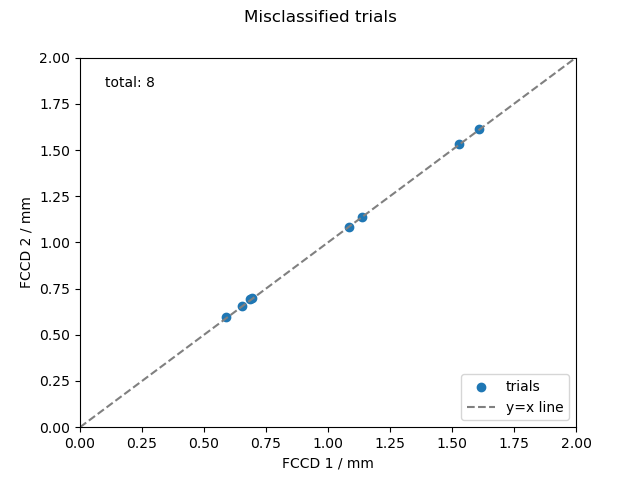 Misclassified trials
total: 8
2.00
1.75
1.50
1.25
1.00
0.75
0.50
0.25
0.00
FCCD 2 / mm
trials
y=x line
0.00 0.25 0.50 0.75 1.00 1.25 1.50 1.75 2.00
FCCD 1 / mm